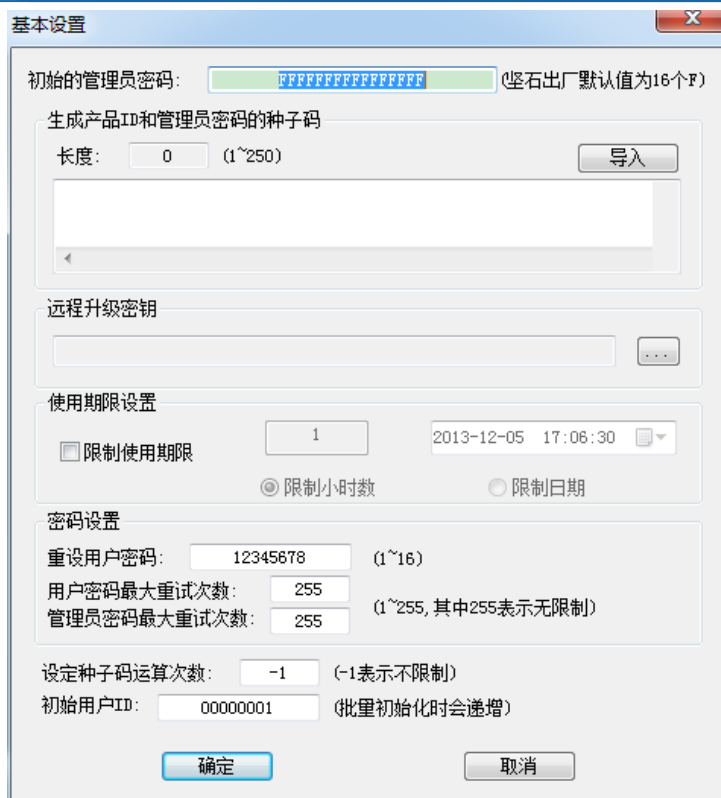 基本设置
初始的管理员密码: FFFFFFFFFFFFFFFF (坚石出厂默认值为16个F)
生成产品ID和管理员密码的种子码
长度: 0 (1~250) 导入
远程升级密钥
...
使用期限设置
限制使用期限 1 2013-12-05 17:06:30
限制小时数 限制日期
密码设置
重设用户密码: 12345678 (1~16)
用户密码最大重试次数: 255
管理员密码最大重试次数: 255 (1~255,其中255表示无限制)
设定种子码运算次数: -1 (-1表示不限制)
初始用户ID: 00000001 (批量初始化时会递增)
确定 取消